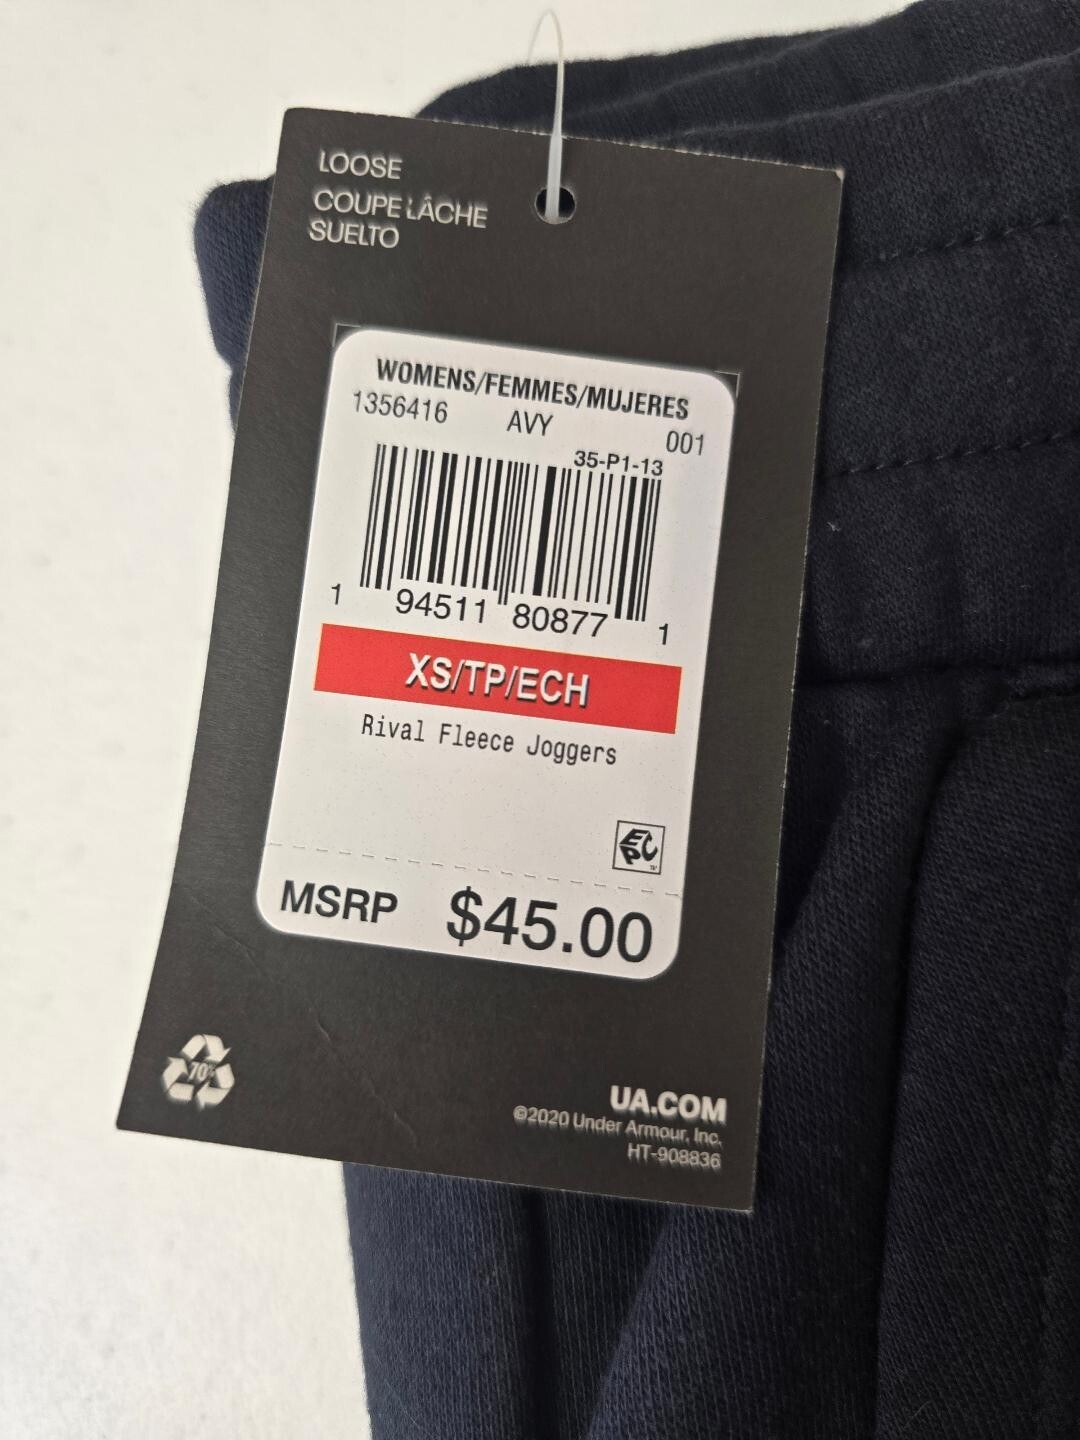 LOOSE
COUPE LÂCHE
SUELTO
WOMENS/FEMMES/MUJERES
1356416 AVY 001
35-P1-13
1 94511 80877 1
XS/TP/ECH
Rival Fleece Joggers
EPC
MSRP $45.00
70%
UA.COM
©2020 Under Armour, Inc.
HT-908836